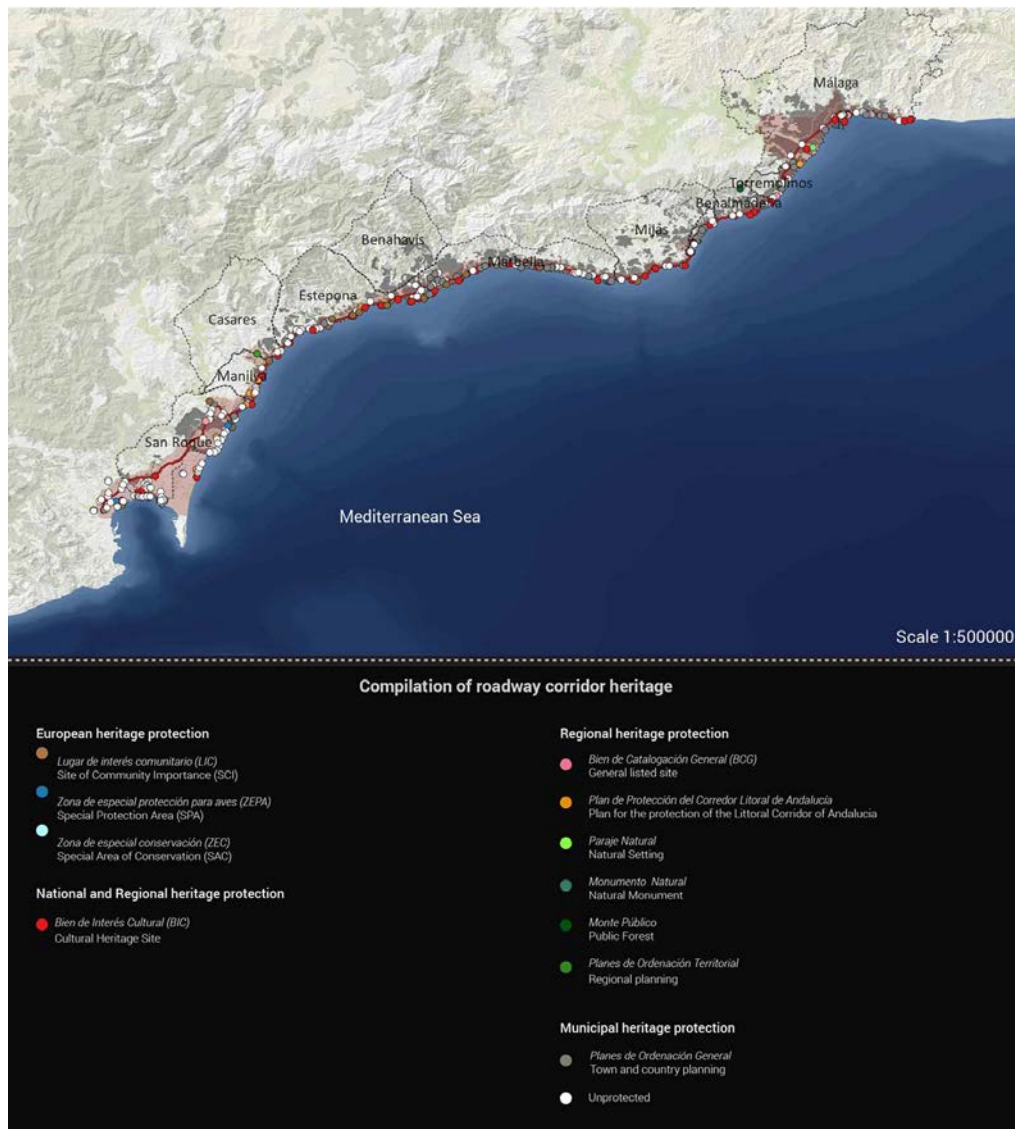 Málaga
Torremolinos
Benalmádena
Mijas
Benahavís
Marbella
Estepona
Casares
Manilva
San Roque
Mediterranean Sea
Scale 1:500000
Compilation of roadway corridor heritage
European heritage protection
Lugar de interés comunitario (LIC)
Site of Community Importance (SCI)
Zona de especial protección para aves (ZEPA)
Special Protection Area (SPA)
Zona de especial conservación (ZEC)
Special Area of Conservation (SAC)
National and Regional heritage protection
Bien de Interés Cultural (BIC)
Cultural Heritage Site
Regional heritage protection
Bien de Catalogación General (BCG)
General listed site
Plan de Protección del Corredor Litoral de Andalucía
Plan for the protection of the Littoral Corridor of Andalucia
Paraje Natural
Natural Setting
Monumento Natural
Natural Monument
Monte Público
Public Forest
Planes de Ordenación Territorial
Regional planning
Municipal heritage protection
Planes de Ordenación General
Town and country planning
Unprotected